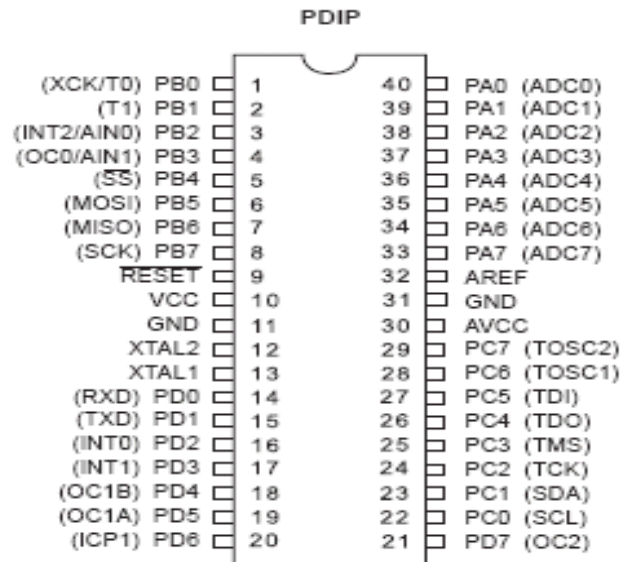 PDIP
(XCK/T0) PB0 1 40 PA0 (ADC0)
(T1) PB1 2 39 PA1 (ADC1)
(INT2/AIN0) PB2 3 38 PA2 (ADC2)
(OC0/AIN1) PB3 4 37 PA3 (ADC3)
(SS) PB4 5 36 PA4 (ADC4)
(MOSI) PB5 6 35 PA5 (ADC5)
(MISO) PB6 7 34 PA6 (ADC6)
(SCK) PB7 8 33 PA7 (ADC7)
RESET 9 32 AREF
VCC 10 31 GND
GND 11 30 AVCC
XTAL2 12 29 PC7 (TOSC2)
XTAL1 13 28 PC6 (TOSC1)
(RXD) PD0 14 27 PC5 (TDI)
(TXD) PD1 15 26 PC4 (TDO)
(INT0) PD2 16 25 PC3 (TMS)
(INT1) PD3 17 24 PC2 (TCK)
(OC1B) PD4 18 23 PC1 (SDA)
(OC1A) PD5 19 22 PC0 (SCL)
(ICP1) PD6 20 21 PD7 (OC2)